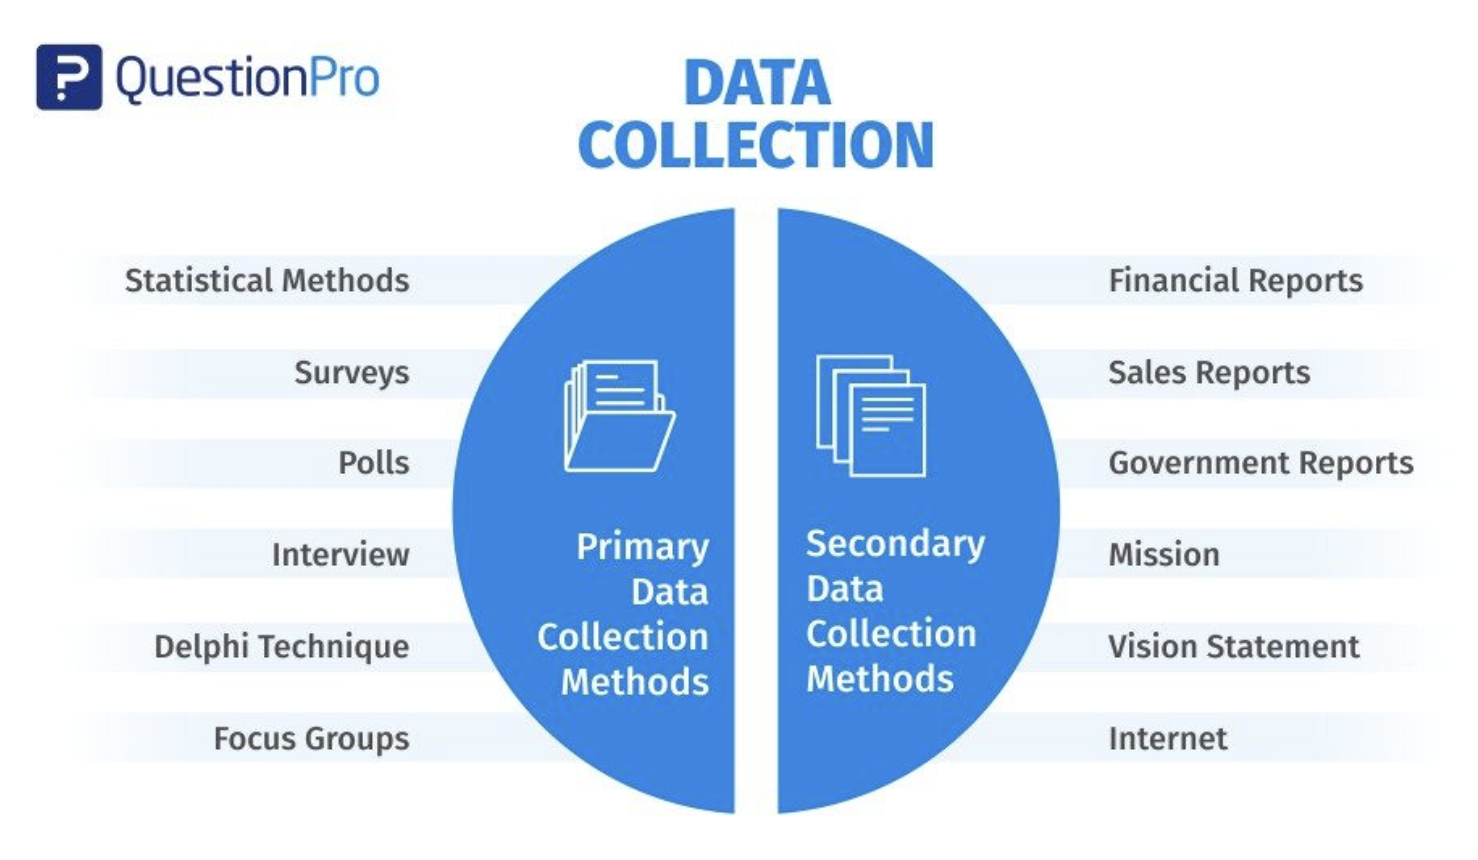 QuestionPro
DATA
COLLECTION
Statistical Methods
Surveys
Polls
Interview
Delphi Technique
Focus Groups
Primary
Data
Collection
Methods
Secondary
Data
Collection
Methods
Financial Reports
Sales Reports
Government Reports
Mission
Vision Statement
Internet